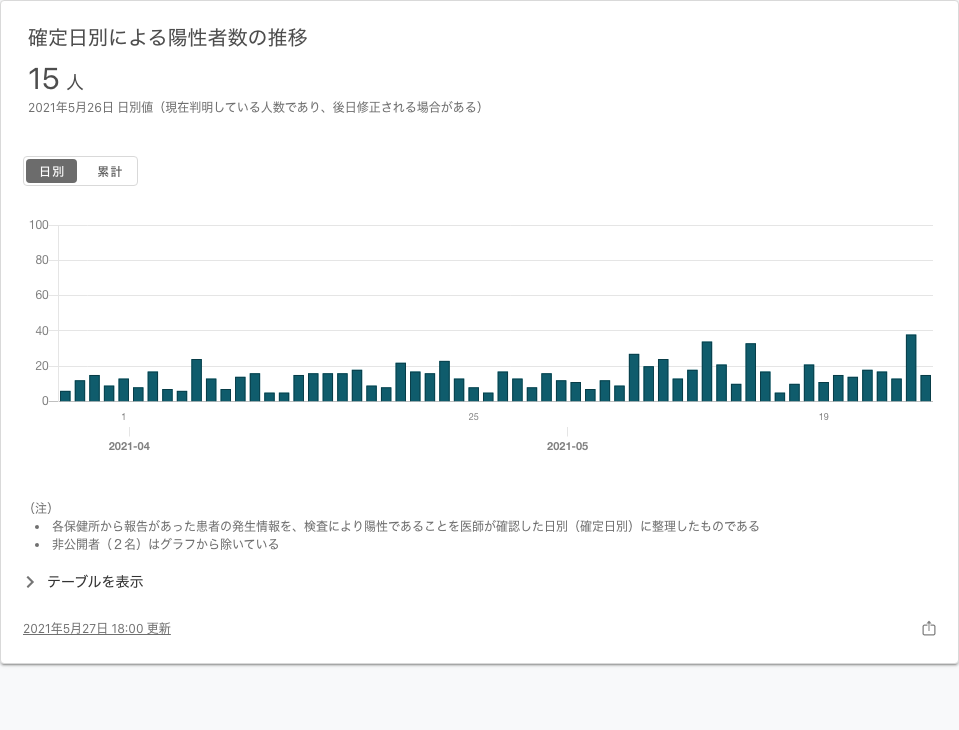 確定日別による陽性者数の推移
15 人
2021年5月26日 日別値（現在判明している人数であり、後日修正される場合がある）
日別 累計
100
80
60
40
20
0
1 25 19
2021-04 2021-05
（注）
• 各保健所から報告があった患者の発生情報を、検査により陽性であることを医師が確認した日別（確定日別）に整理したものである
• 非公開者（２名）はグラフから除いている
テーブルを表示
2021年5月27日 18:00 更新